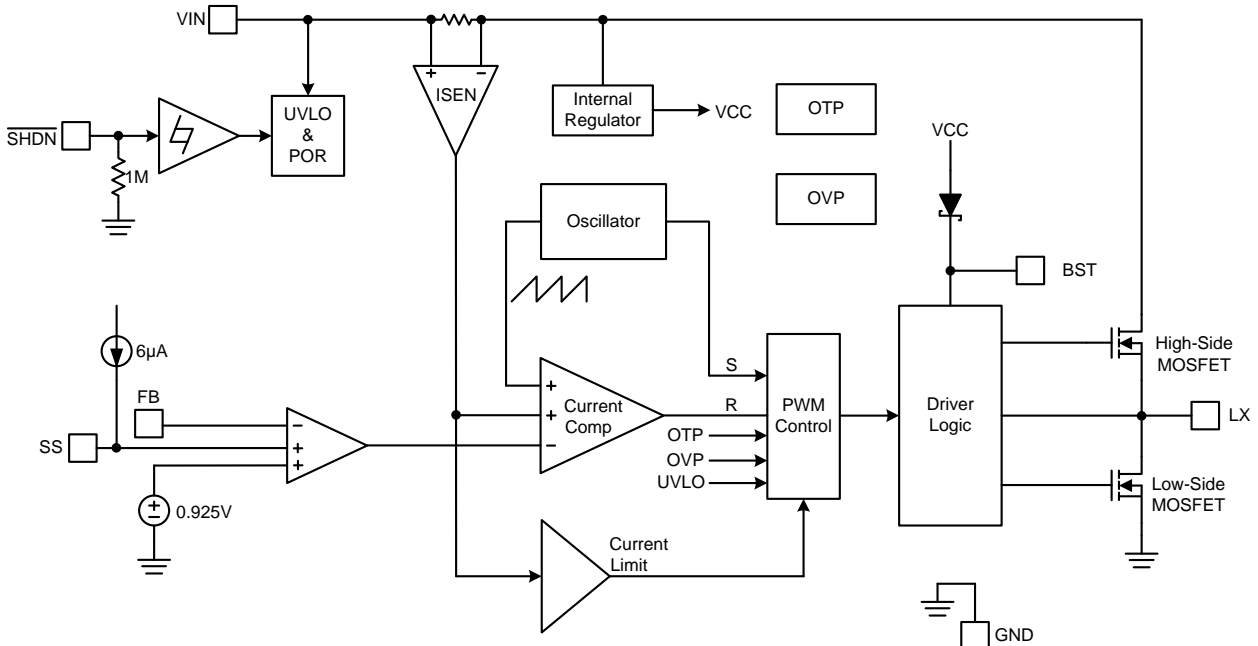 VIN
+ −
ISEN
UVLO
&
POR
SHDN
1M
Internal
Regulator
VCC
OTP
VCC
OVP
Oscillator
BST
6µA
FB
SS
−
+
+
0.925V
+
+
−
Current
Comp
S
R
OTP
OVP
UVLO
PWM
Control
Driver
Logic
High-Side
MOSFET
LX
Low-Side
MOSFET
Current
Limit
GND